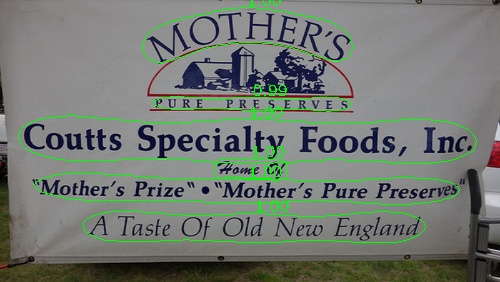 MOTHER'S
PURE PRESERVES
Coutts Specialty Foods, Inc.
Home Of
"Mother's Prize" • "Mother's Pure Preserves"
A Taste Of Old New England